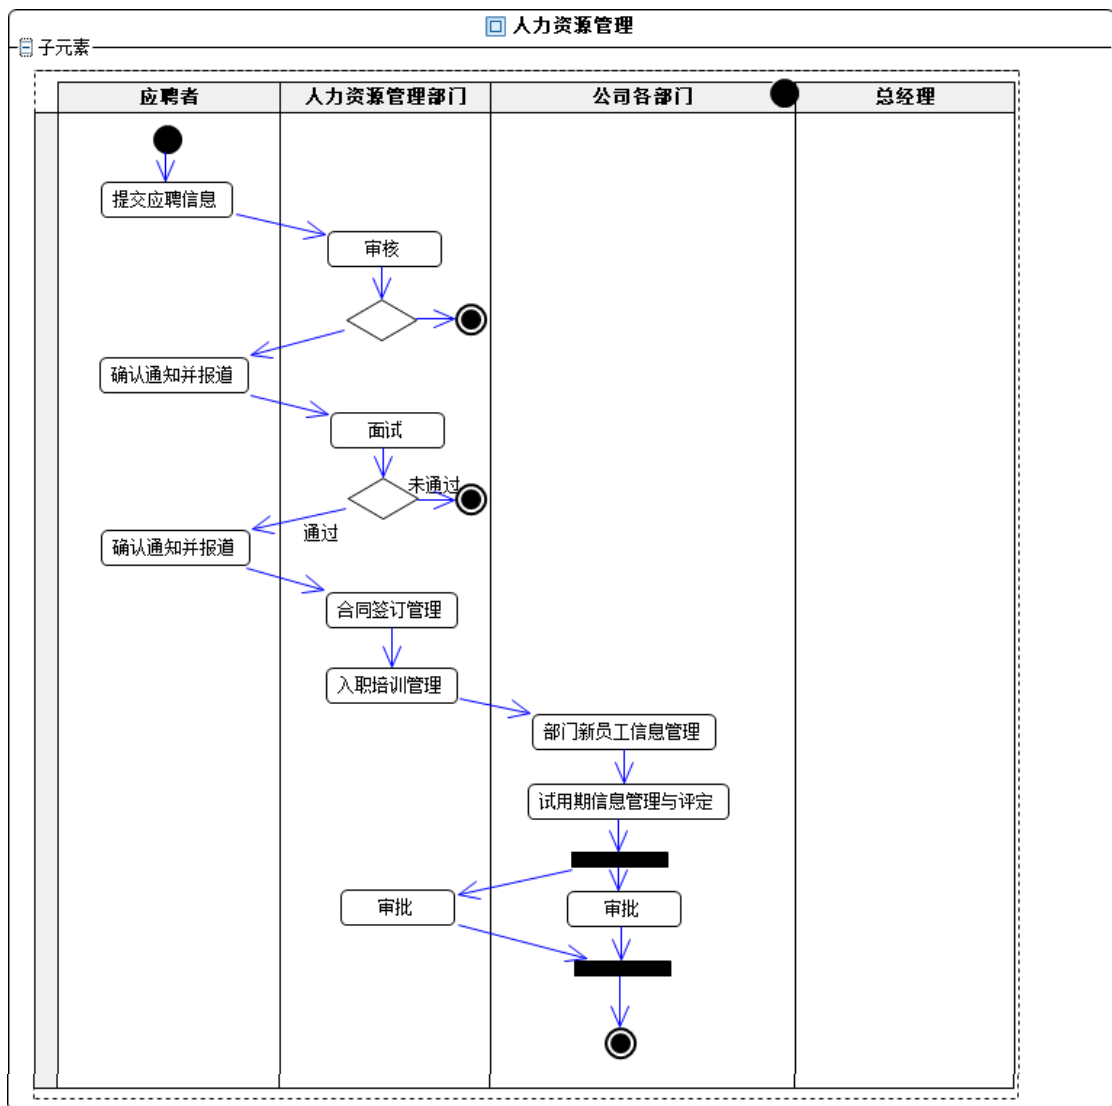 人力资源管理
子元素
应聘者
人力资源管理部门
公司各部门
总经理
提交应聘信息
审核
确认通知并报道
面试
未通过
通过
确认通知并报道
合同签订管理
入职培训管理
部门新员工信息管理
试用期信息管理与评定
审批
审批